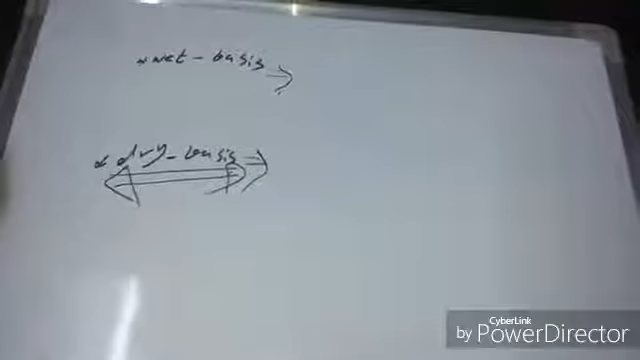 * wet - basis →
* dry - basis →
CyberLink
by PowerDirector